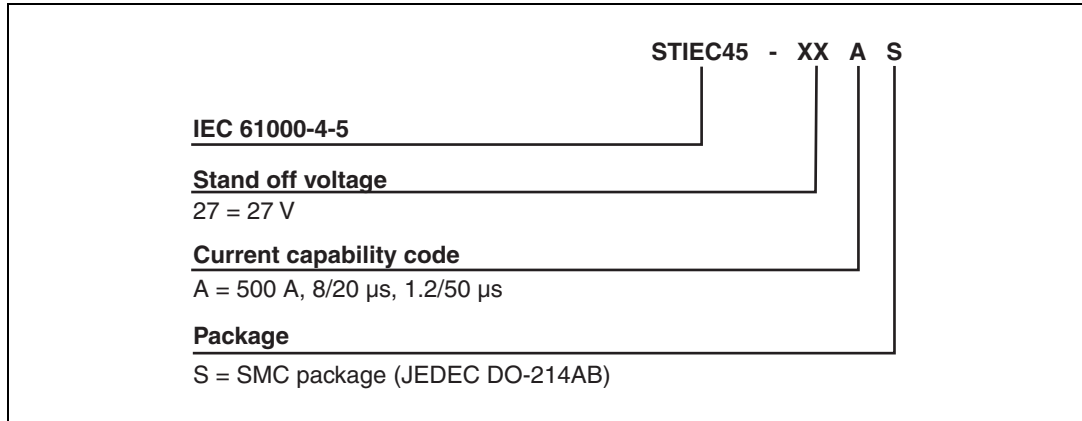 STIEC45 - XX A S
IEC 61000-4-5
Stand off voltage
27 = 27 V
Current capability code
A = 500 A, 8/20 µs, 1.2/50 µs
Package
S = SMC package (JEDEC DO-214AB)